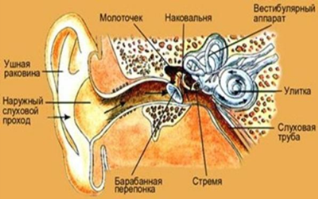 Молоточек
Наковальня
Вестибулярный
аппарат
Ушная
раковина
Наружный
слуховой
проход
Улитка
Слуховая
труба
Барабанная
перепонка
Стремя